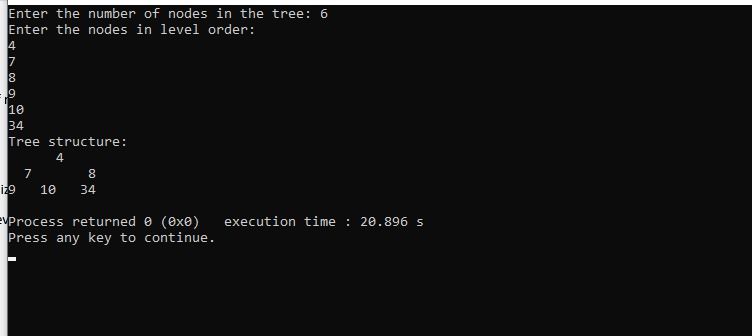 Enter the number of nodes in the tree: 6
Enter the nodes in level order:
4
7
8
9
10
34
Tree structure:
      4
  7       8
9   10   34
Process returned 0 (0x0)   execution time : 20.896 s
Press any key to continue.